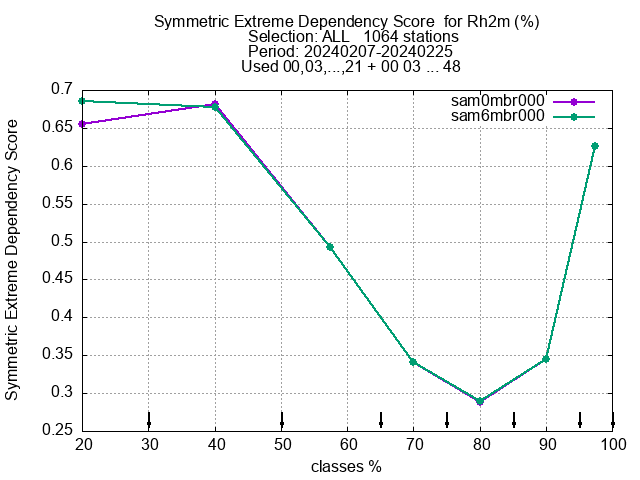 Symmetric Extreme Dependency Score  for Rh2m (%)
Selection: ALL   1064 stations
Period: 20240207-20240225
Used 00,03,...,21 + 00 03 ... 48
sam0mbr000
sam6mbr000
Symmetric Extreme Dependency Score
0.7
0.65
0.6
0.55
0.5
0.45
0.4
0.35
0.3
0.25
20 30 40 50 60 70 80 90 100
classes %